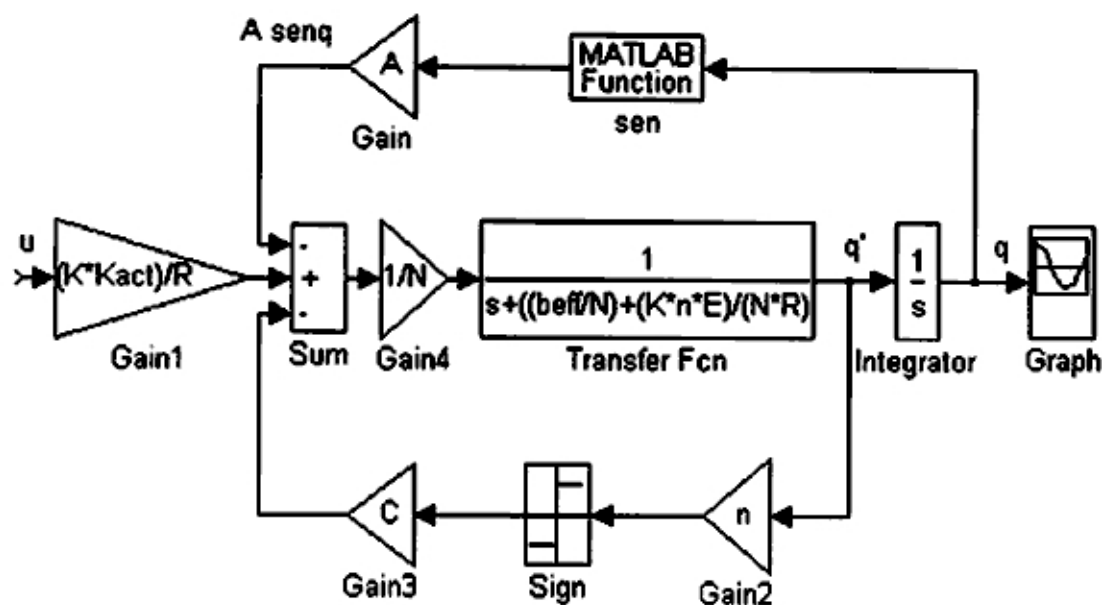 A senq
A
Gain
MATLAB
Function
sen
u
(K*Kact)/R
Gain1
-
+
-
Sum
1/N
Gain4
1
s+((beff/N)+(K*n*E)/(N*R)
Transfer Fcn
q'
1
s
Integrator
q
Graph
C
Gain3
Sign
n
Gain2